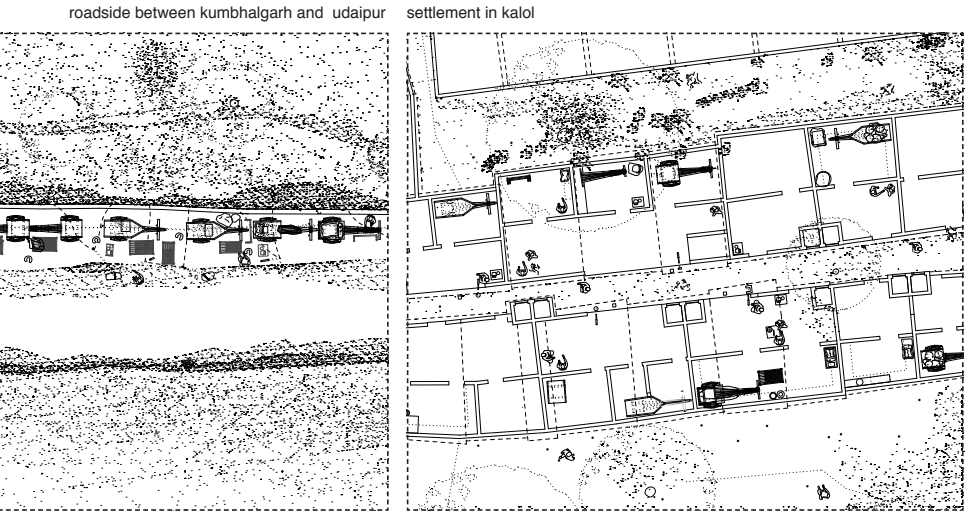 roadside between kumbhalgarh and udaipur
settlement in kalol